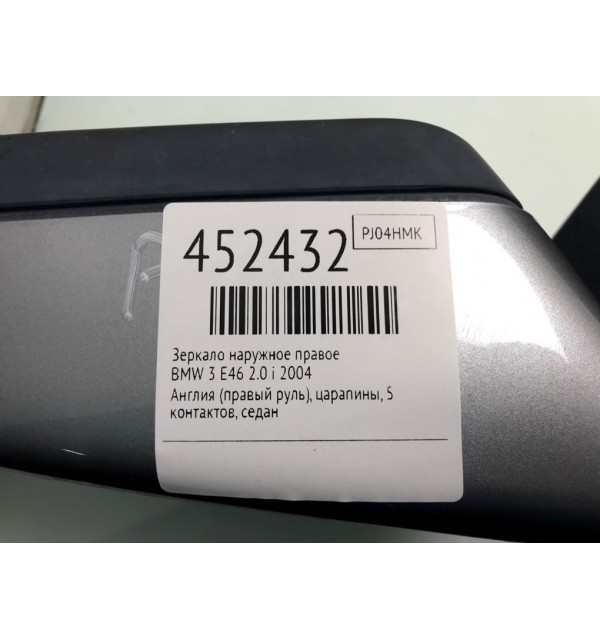 452432
PJ04HMK
Зеркало наружное правое
BMW 3 E46 2.0 i 2004
Англия (правый руль), царапины, 5
контактов, седан